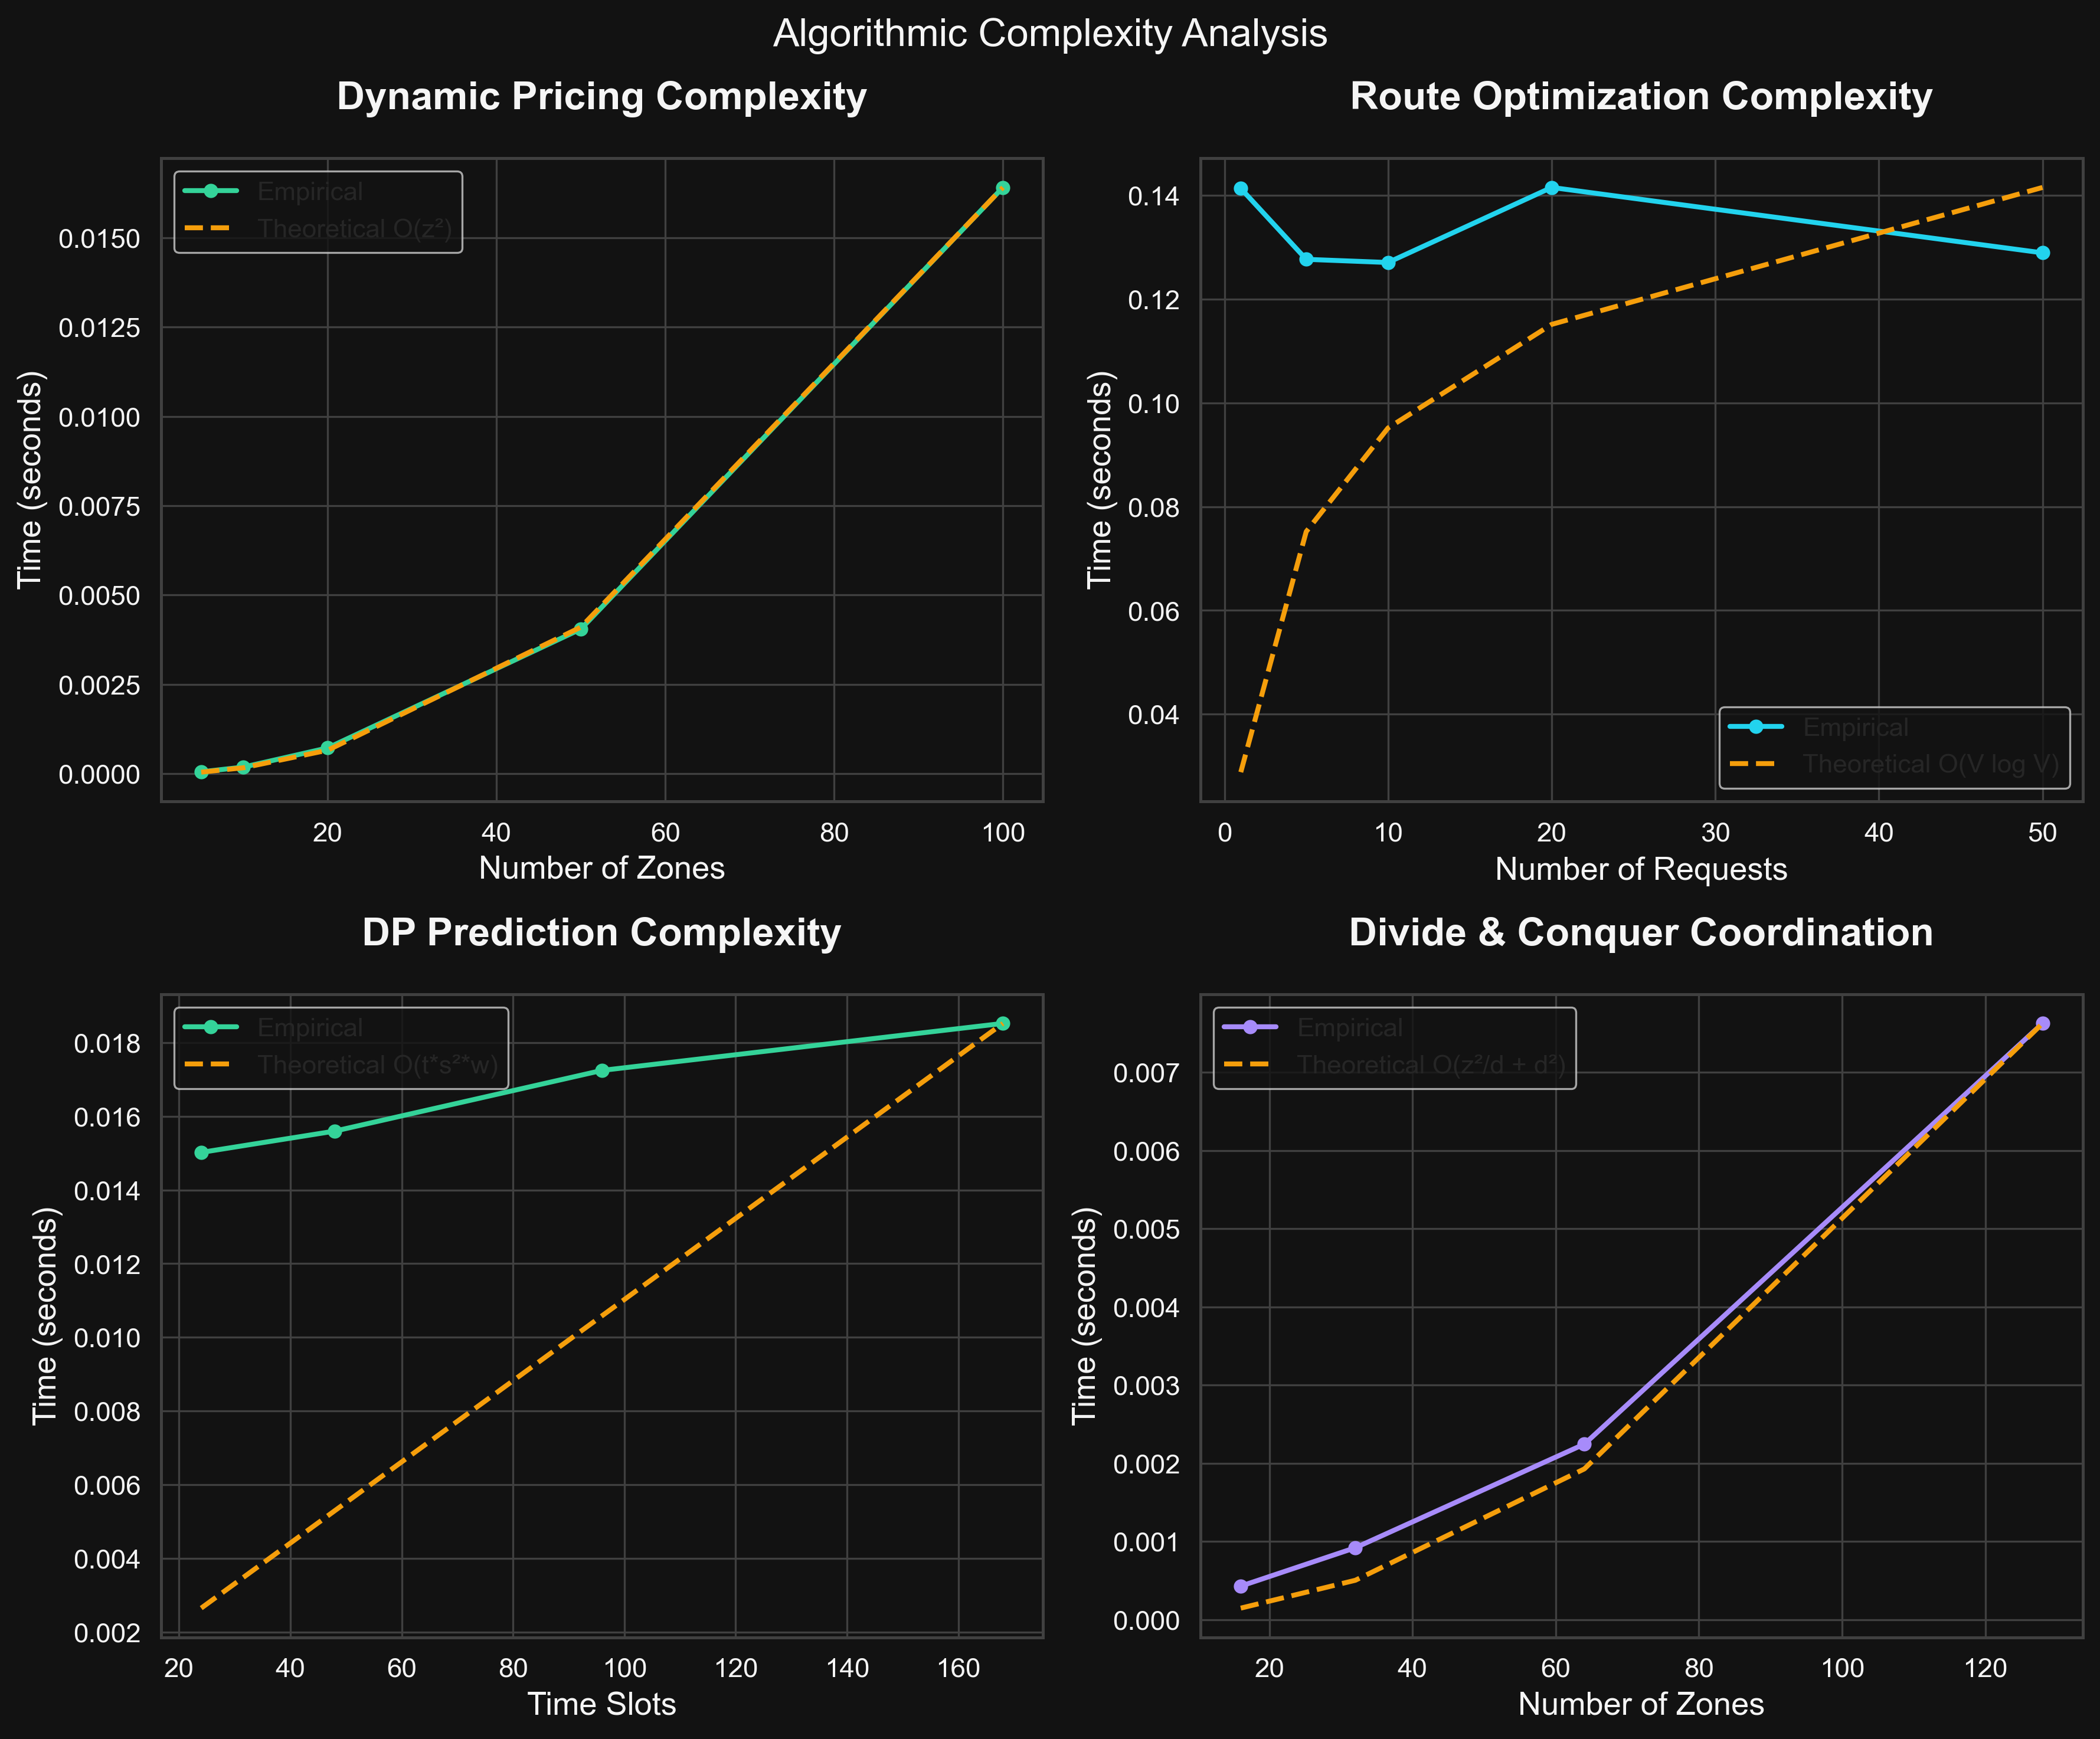 Algorithmic Complexity Analysis
Dynamic Pricing Complexity
Empirical
Theoretical O(z²)
0.0150
0.0125
0.0100
0.0075
0.0050
0.0025
0.0000
Time (seconds)
20 40 60 80 100
Number of Zones
Route Optimization Complexity
0.14
0.12
0.10
0.08
0.06
0.04
Time (seconds)
Empirical
Theoretical O(V log V)
0 10 20 30 40 50
Number of Requests
DP Prediction Complexity
Empirical
Theoretical O(t*s²*w)
0.018
0.016
0.014
0.012
0.010
0.008
0.006
0.004
0.002
Time (seconds)
20 40 60 80 100 120 140 160
Time Slots
Divide & Conquer Coordination
Empirical
Theoretical O(z²/d + d²)
0.007
0.006
0.005
0.004
0.003
0.002
0.001
0.000
Time (seconds)
20 40 60 80 100 120
Number of Zones